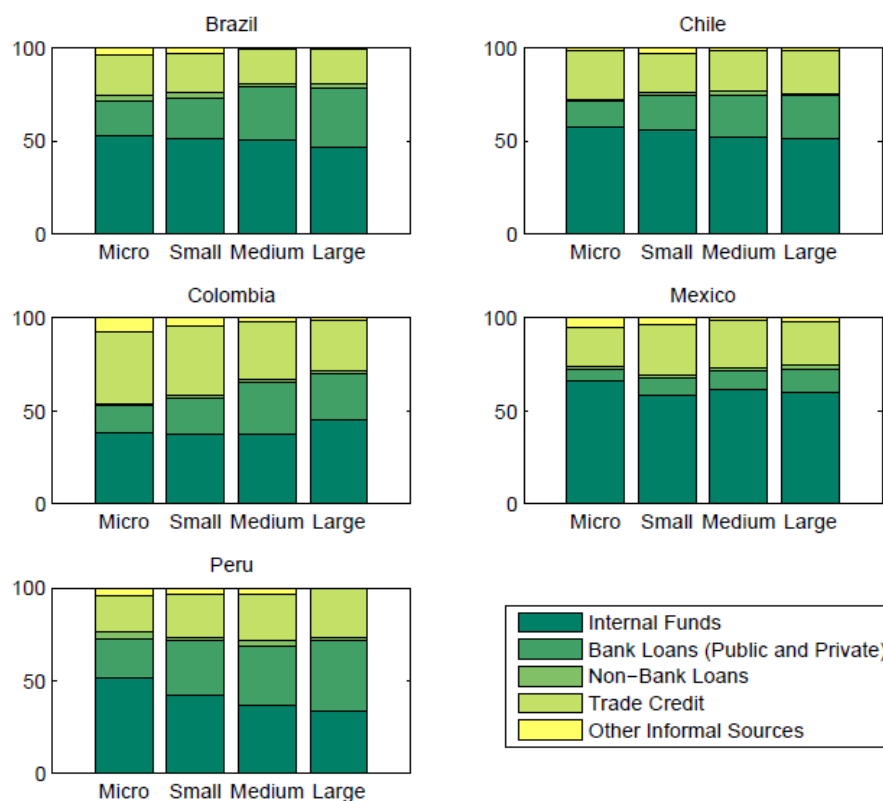 Brazil
100
50
0
Micro Small Medium Large
Chile
100
50
0
Micro Small Medium Large
Colombia
100
50
0
Micro Small Medium Large
Mexico
100
50
0
Micro Small Medium Large
Peru
100
50
0
Micro Small Medium Large
Internal Funds
Bank Loans (Public and Private)
Non−Bank Loans
Trade Credit
Other Informal Sources